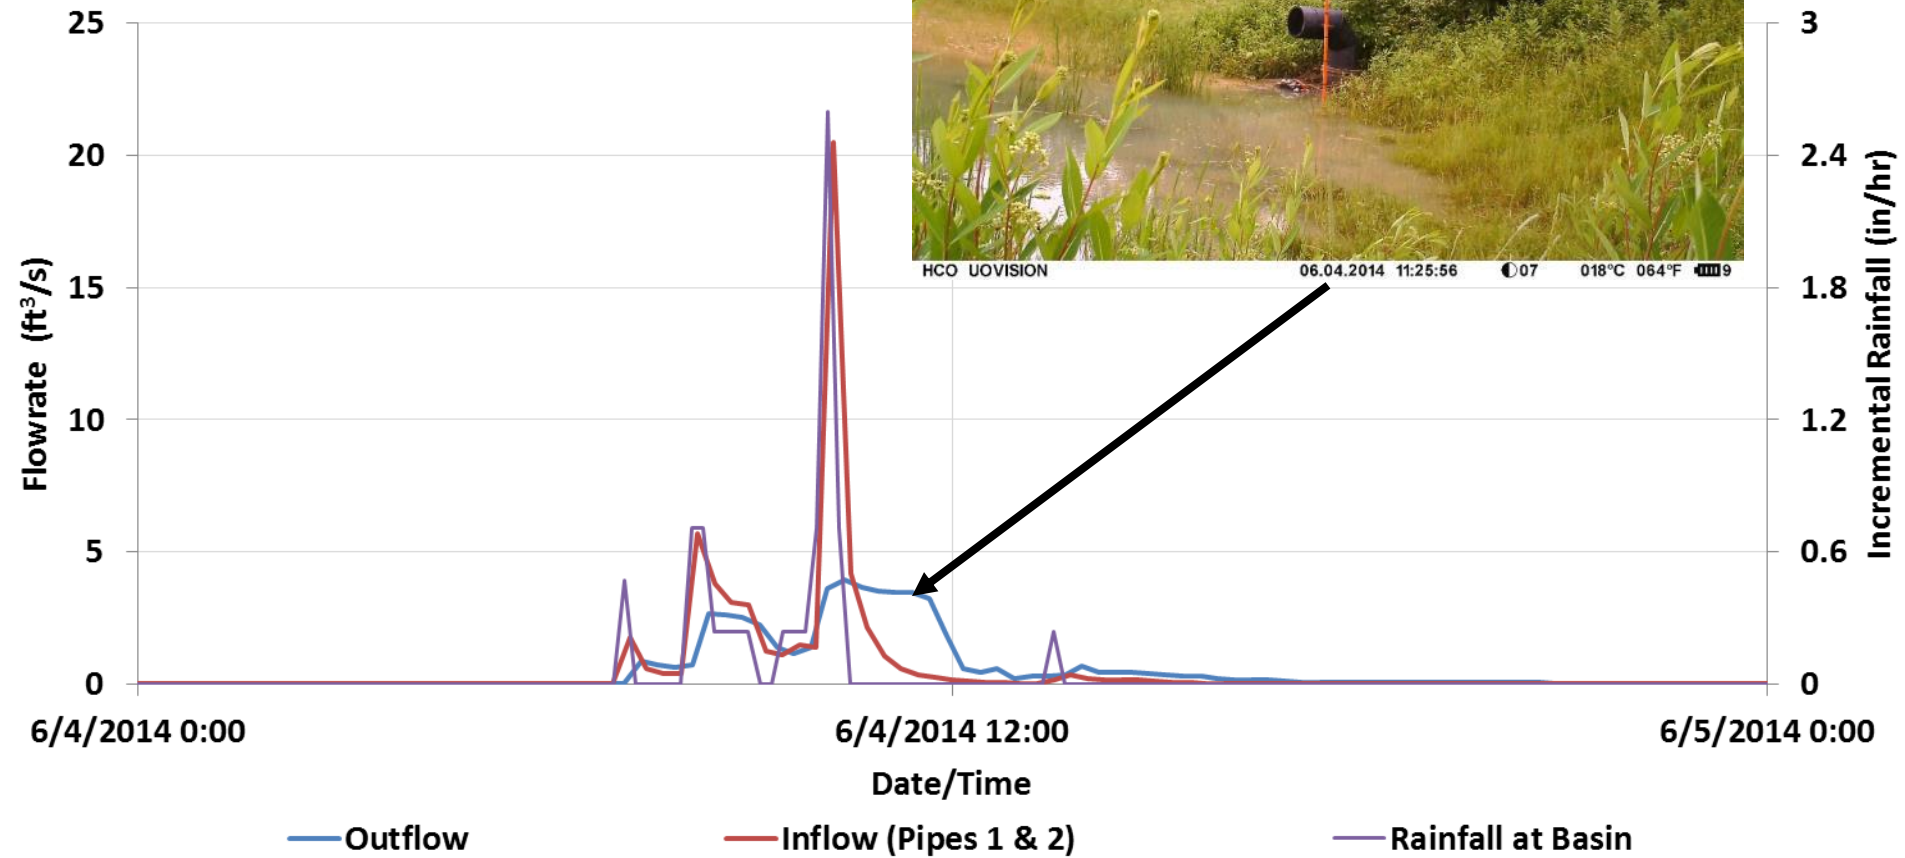 25
20
15
10
5
0
Flowrate (ft³/s)
3
2.4
1.8
1.2
0.6
0
Incremental Rainfall (in/hr)
HCO UOVISION 06.04.2014 11:25:56 07 018°C 064°F 9
6/4/2014 0:00 6/4/2014 12:00 6/5/2014 0:00
Date/Time
Outflow Inflow (Pipes 1 & 2) Rainfall at Basin